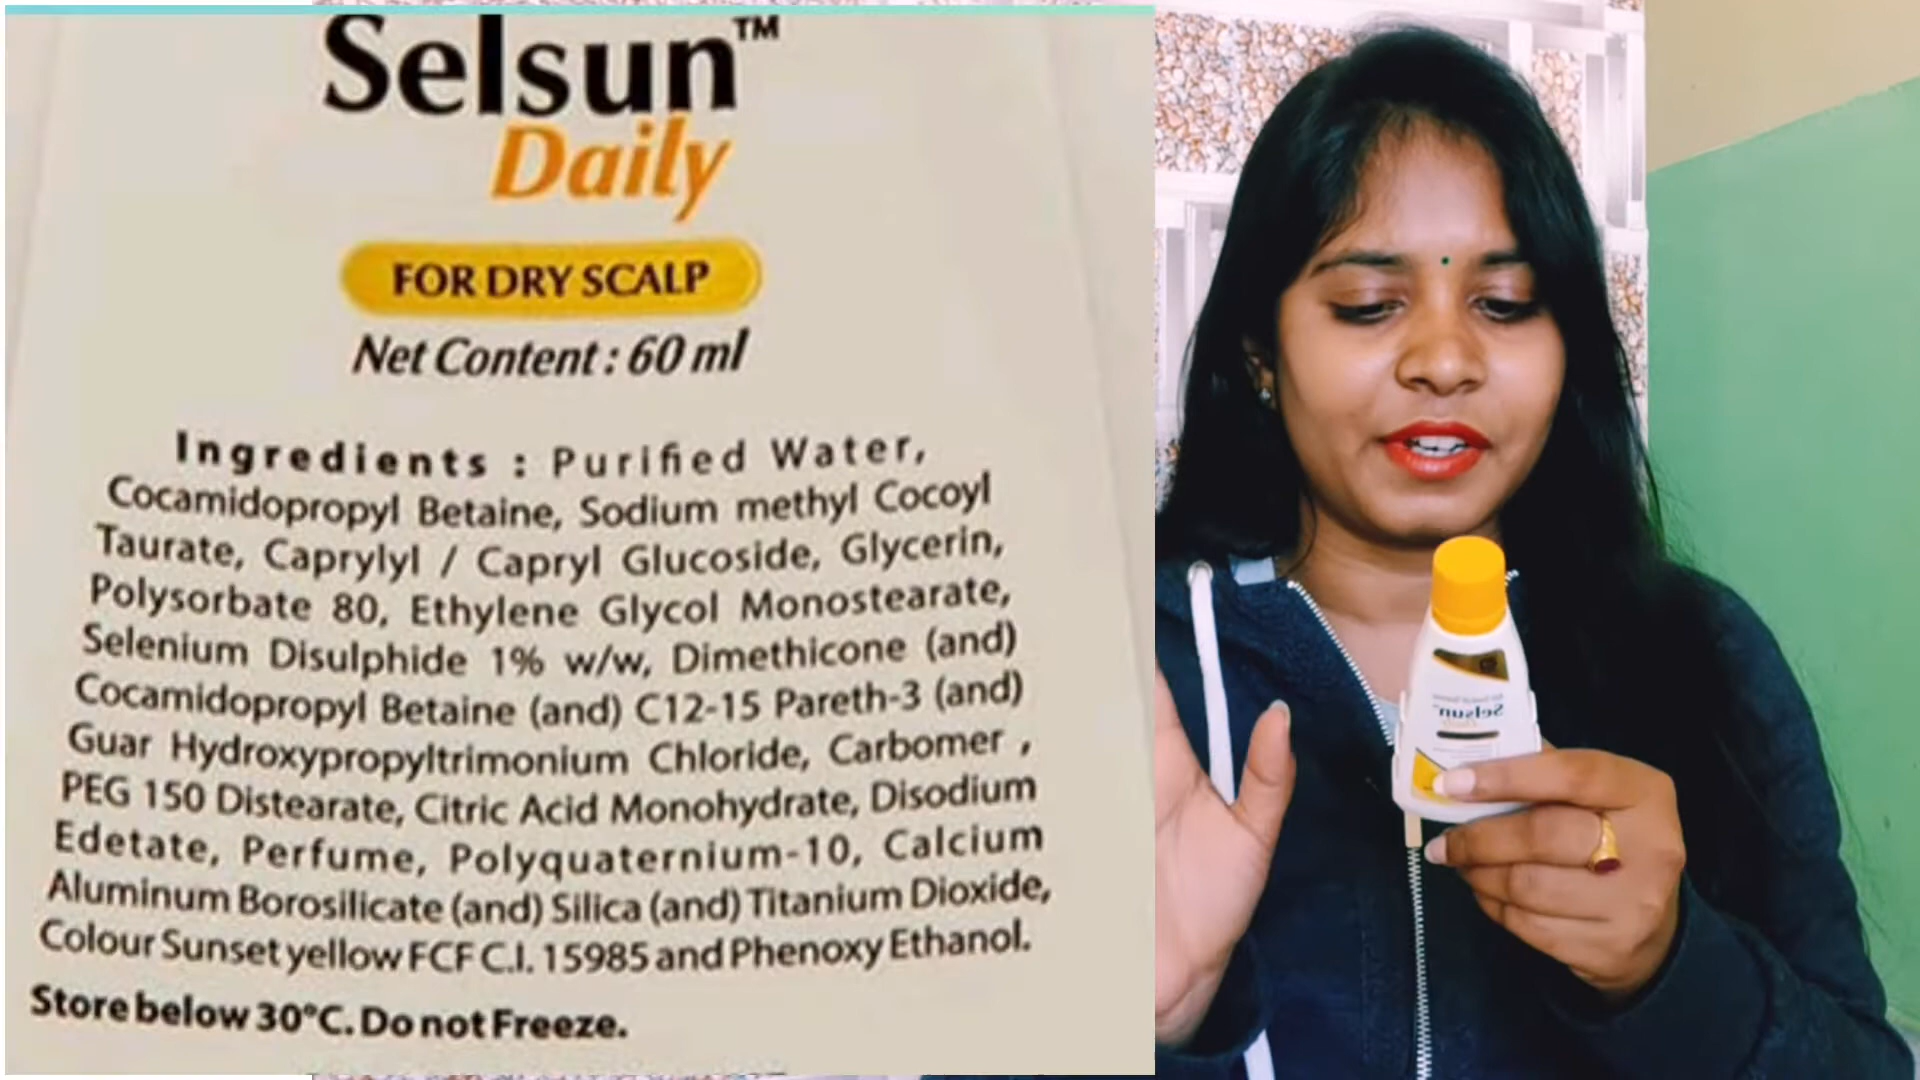 Selsun™
Daily
FOR DRY SCALP
Net Content : 60 ml
Ingredients : Purified Water,
Cocamidopropyl Betaine, Sodium methyl Cocoyl
Taurate, Caprylyl / Capryl Glucoside, Glycerin,
Polysorbate 80, Ethylene Glycol Monostearate,
Selenium Disulphide 1% w/w, Dimethicone (and)
Cocamidopropyl Betaine (and) C12-15 Pareth-3 (and)
Guar Hydroxypropyltrimonium Chloride, Carbomer ,
PEG 150 Distearate, Citric Acid Monohydrate, Disodium
Edetate, Perfume, Polyquaternium-10, Calcium
Aluminum Borosilicate (and) Silica (and) Titanium Dioxide,
Colour Sunset yellow FCF C.I. 15985 and Phenoxy Ethanol.
Store below 30°C. Do not Freeze.
Selsun
Daily